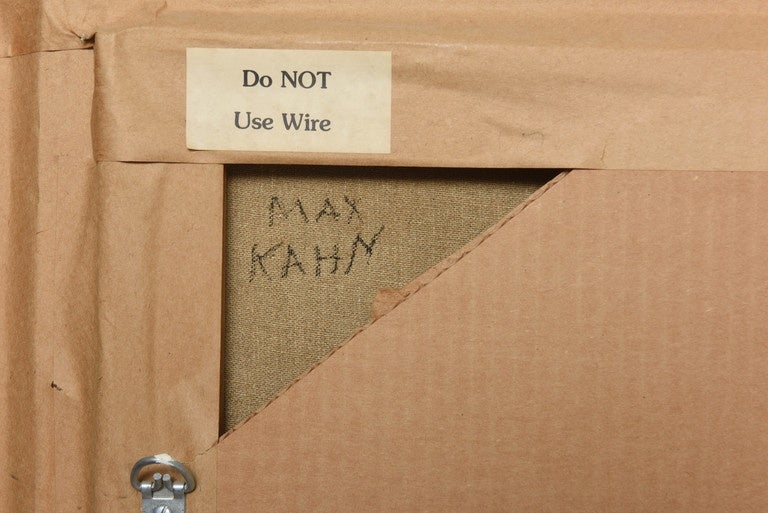 Do NOT
Use Wire
MAX
KAHN